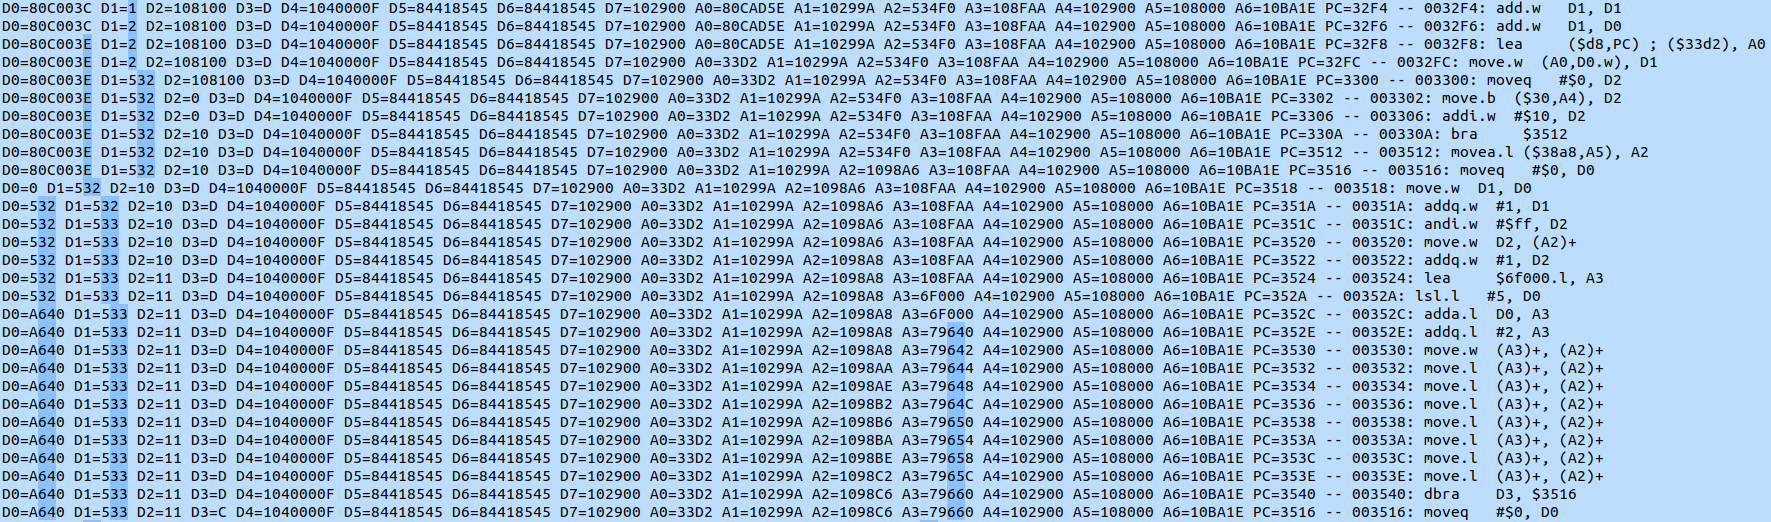 D0=80C003C D1=1 D2=108100 D3=D D4=1040000F D5=84418545 D6=84418545 D7=102900 A0=80CAD5E A1=10299A A2=534F0 A3=108FAA A4=102900 A5=108000 A6=10BA1E PC=32F4 -- 0032F4: add.w D1, D1
D0=80C003C D1=2 D2=108100 D3=D D4=1040000F D5=84418545 D6=84418545 D7=102900 A0=80CAD5E A1=10299A A2=534F0 A3=108FAA A4=102900 A5=108000 A6=10BA1E PC=32F6 -- 0032F6: add.w D1, D0
D0=80C003E D1=2 D2=108100 D3=D D4=1040000F D5=84418545 D6=84418545 D7=102900 A0=80CAD5E A1=10299A A2=534F0 A3=108FAA A4=102900 A5=108000 A6=10BA1E PC=32F8 -- 0032F8: lea ($d8,PC) ; ($33d2), A0
D0=80C003E D1=2 D2=108100 D3=D D4=1040000F D5=84418545 D6=84418545 D7=102900 A0=33D2 A1=10299A A2=534F0 A3=108FAA A4=102900 A5=108000 A6=10BA1E PC=32FC -- 0032FC: move.w (A0,D0.w), D1
D0=80C003E D1=532 D2=108100 D3=D D4=1040000F D5=84418545 D6=84418545 D7=102900 A0=33D2 A1=10299A A2=534F0 A3=108FAA A4=102900 A5=108000 A6=10BA1E PC=3300 -- 003300: moveq #$0, D2
D0=80C003E D1=532 D2=0 D3=D D4=1040000F D5=84418545 D6=84418545 D7=102900 A0=33D2 A1=10299A A2=534F0 A3=108FAA A4=102900 A5=108000 A6=10BA1E PC=3302 -- 003302: move.b ($30,A4), D2
D0=80C003E D1=532 D2=0 D3=D D4=1040000F D5=84418545 D6=84418545 D7=102900 A0=33D2 A1=10299A A2=534F0 A3=108FAA A4=102900 A5=108000 A6=10BA1E PC=3306 -- 003306: addi.w #$10, D2
D0=80C003E D1=532 D2=10 D3=D D4=1040000F D5=84418545 D6=84418545 D7=102900 A0=33D2 A1=10299A A2=534F0 A3=108FAA A4=102900 A5=108000 A6=10BA1E PC=330A -- 00330A: bra $3512
D0=80C003E D1=532 D2=10 D3=D D4=1040000F D5=84418545 D6=84418545 D7=102900 A0=33D2 A1=10299A A2=534F0 A3=108FAA A4=102900 A5=108000 A6=10BA1E PC=3512 -- 003512: movea.l ($38a8,A5), A2
D0=80C003E D1=532 D2=10 D3=D D4=1040000F D5=84418545 D6=84418545 D7=102900 A0=33D2 A1=10299A A2=1098A6 A3=108FAA A4=102900 A5=108000 A6=10BA1E PC=3516 -- 003516: moveq #$0, D0
D0=0 D1=532 D2=10 D3=D D4=1040000F D5=84418545 D6=84418545 D7=102900 A0=33D2 A1=10299A A2=1098A6 A3=108FAA A4=102900 A5=108000 A6=10BA1E PC=3518 -- 003518: move.w D1, D0
D0=532 D1=532 D2=10 D3=D D4=1040000F D5=84418545 D6=84418545 D7=102900 A0=33D2 A1=10299A A2=1098A6 A3=108FAA A4=102900 A5=108000 A6=10BA1E PC=351A -- 00351A: addq.w #1, D1
D0=532 D1=533 D2=10 D3=D D4=1040000F D5=84418545 D6=84418545 D7=102900 A0=33D2 A1=10299A A2=1098A6 A3=108FAA A4=102900 A5=108000 A6=10BA1E PC=351C -- 00351C: andi.w #$ff, D2
D0=532 D1=533 D2=10 D3=D D4=1040000F D5=84418545 D6=84418545 D7=102900 A0=33D2 A1=10299A A2=1098A6 A3=108FAA A4=102900 A5=108000 A6=10BA1E PC=3520 -- 003520: move.w D2, (A2)+
D0=532 D1=533 D2=10 D3=D D4=1040000F D5=84418545 D6=84418545 D7=102900 A0=33D2 A1=10299A A2=1098A8 A3=108FAA A4=102900 A5=108000 A6=10BA1E PC=3522 -- 003522: addq.w #1, D2
D0=532 D1=533 D2=11 D3=D D4=1040000F D5=84418545 D6=84418545 D7=102900 A0=33D2 A1=10299A A2=1098A8 A3=108FAA A4=102900 A5=108000 A6=10BA1E PC=3524 -- 003524: lea $6f000.l, A3
D0=532 D1=533 D2=11 D3=D D4=1040000F D5=84418545 D6=84418545 D7=102900 A0=33D2 A1=10299A A2=1098A8 A3=6F000 A4=102900 A5=108000 A6=10BA1E PC=352A -- 00352A: lsl.l #5, D0
D0=A640 D1=533 D2=11 D3=D D4=1040000F D5=84418545 D6=84418545 D7=102900 A0=33D2 A1=10299A A2=1098A8 A3=6F000 A4=102900 A5=108000 A6=10BA1E PC=352C -- 00352C: adda.l D0, A3
D0=A640 D1=533 D2=11 D3=D D4=1040000F D5=84418545 D6=84418545 D7=102900 A0=33D2 A1=10299A A2=1098A8 A3=79640 A4=102900 A5=108000 A6=10BA1E PC=352E -- 00352E: addq.l #2, A3
D0=A640 D1=533 D2=11 D3=D D4=1040000F D5=84418545 D6=84418545 D7=102900 A0=33D2 A1=10299A A2=1098A8 A3=79642 A4=102900 A5=108000 A6=10BA1E PC=3530 -- 003530: move.w (A3)+, (A2)+
D0=A640 D1=533 D2=11 D3=D D4=1040000F D5=84418545 D6=84418545 D7=102900 A0=33D2 A1=10299A A2=1098AA A3=79644 A4=102900 A5=108000 A6=10BA1E PC=3532 -- 003532: move.l (A3)+, (A2)+
D0=A640 D1=533 D2=11 D3=D D4=1040000F D5=84418545 D6=84418545 D7=102900 A0=33D2 A1=10299A A2=1098AE A3=79648 A4=102900 A5=108000 A6=10BA1E PC=3534 -- 003534: move.l (A3)+, (A2)+
D0=A640 D1=533 D2=11 D3=D D4=1040000F D5=84418545 D6=84418545 D7=102900 A0=33D2 A1=10299A A2=1098B2 A3=7964C A4=102900 A5=108000 A6=10BA1E PC=3536 -- 003536: move.l (A3)+, (A2)+
D0=A640 D1=533 D2=11 D3=D D4=1040000F D5=84418545 D6=84418545 D7=102900 A0=33D2 A1=10299A A2=1098B6 A3=79650 A4=102900 A5=108000 A6=10BA1E PC=3538 -- 003538: move.l (A3)+, (A2)+
D0=A640 D1=533 D2=11 D3=D D4=1040000F D5=84418545 D6=84418545 D7=102900 A0=33D2 A1=10299A A2=1098BA A3=79654 A4=102900 A5=108000 A6=10BA1E PC=353A -- 00353A: move.l (A3)+, (A2)+
D0=A640 D1=533 D2=11 D3=D D4=1040000F D5=84418545 D6=84418545 D7=102900 A0=33D2 A1=10299A A2=1098BE A3=79658 A4=102900 A5=108000 A6=10BA1E PC=353C -- 00353C: move.l (A3)+, (A2)+
D0=A640 D1=533 D2=11 D3=D D4=1040000F D5=84418545 D6=84418545 D7=102900 A0=33D2 A1=10299A A2=1098C2 A3=7965C A4=102900 A5=108000 A6=10BA1E PC=353E -- 00353E: move.l (A3)+, (A2)+
D0=A640 D1=533 D2=11 D3=D D4=1040000F D5=84418545 D6=84418545 D7=102900 A0=33D2 A1=10299A A2=1098C6 A3=79660 A4=102900 A5=108000 A6=10BA1E PC=3540 -- 003540: dbra D3, $3516
D0=A640 D1=533 D2=11 D3=C D4=1040000F D5=84418545 D6=84418545 D7=102900 A0=33D2 A1=10299A A2=1098C6 A3=79660 A4=102900 A5=108000 A6=10BA1E PC=3516 -- 003516: moveq #$0, D0